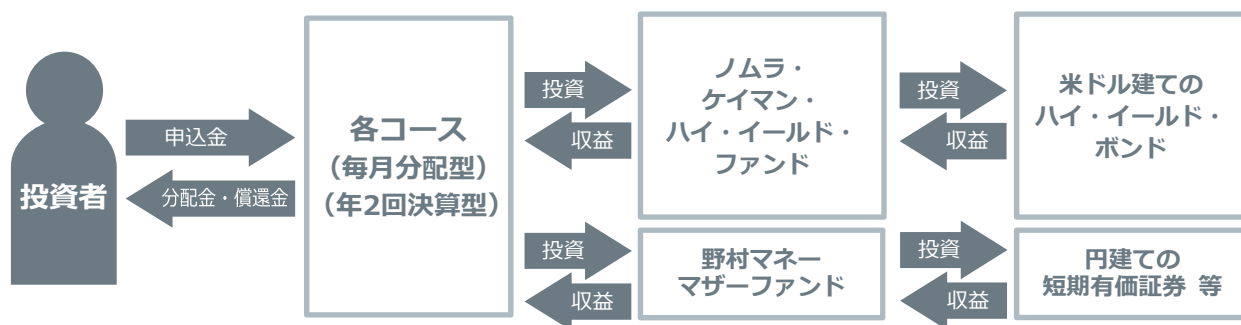 投資者
申込金
分配金・償還金
各コース
（毎月分配型）
（年2回決算型）
投資
収益
ノムラ・
ケイマン・
ハイ・イールド・
ファンド
投資
収益
米ドル建ての
ハイ・イールド・
ボンド
投資
収益
野村マネー
マザーファンド
投資
収益
円建ての
短期有価証券 等